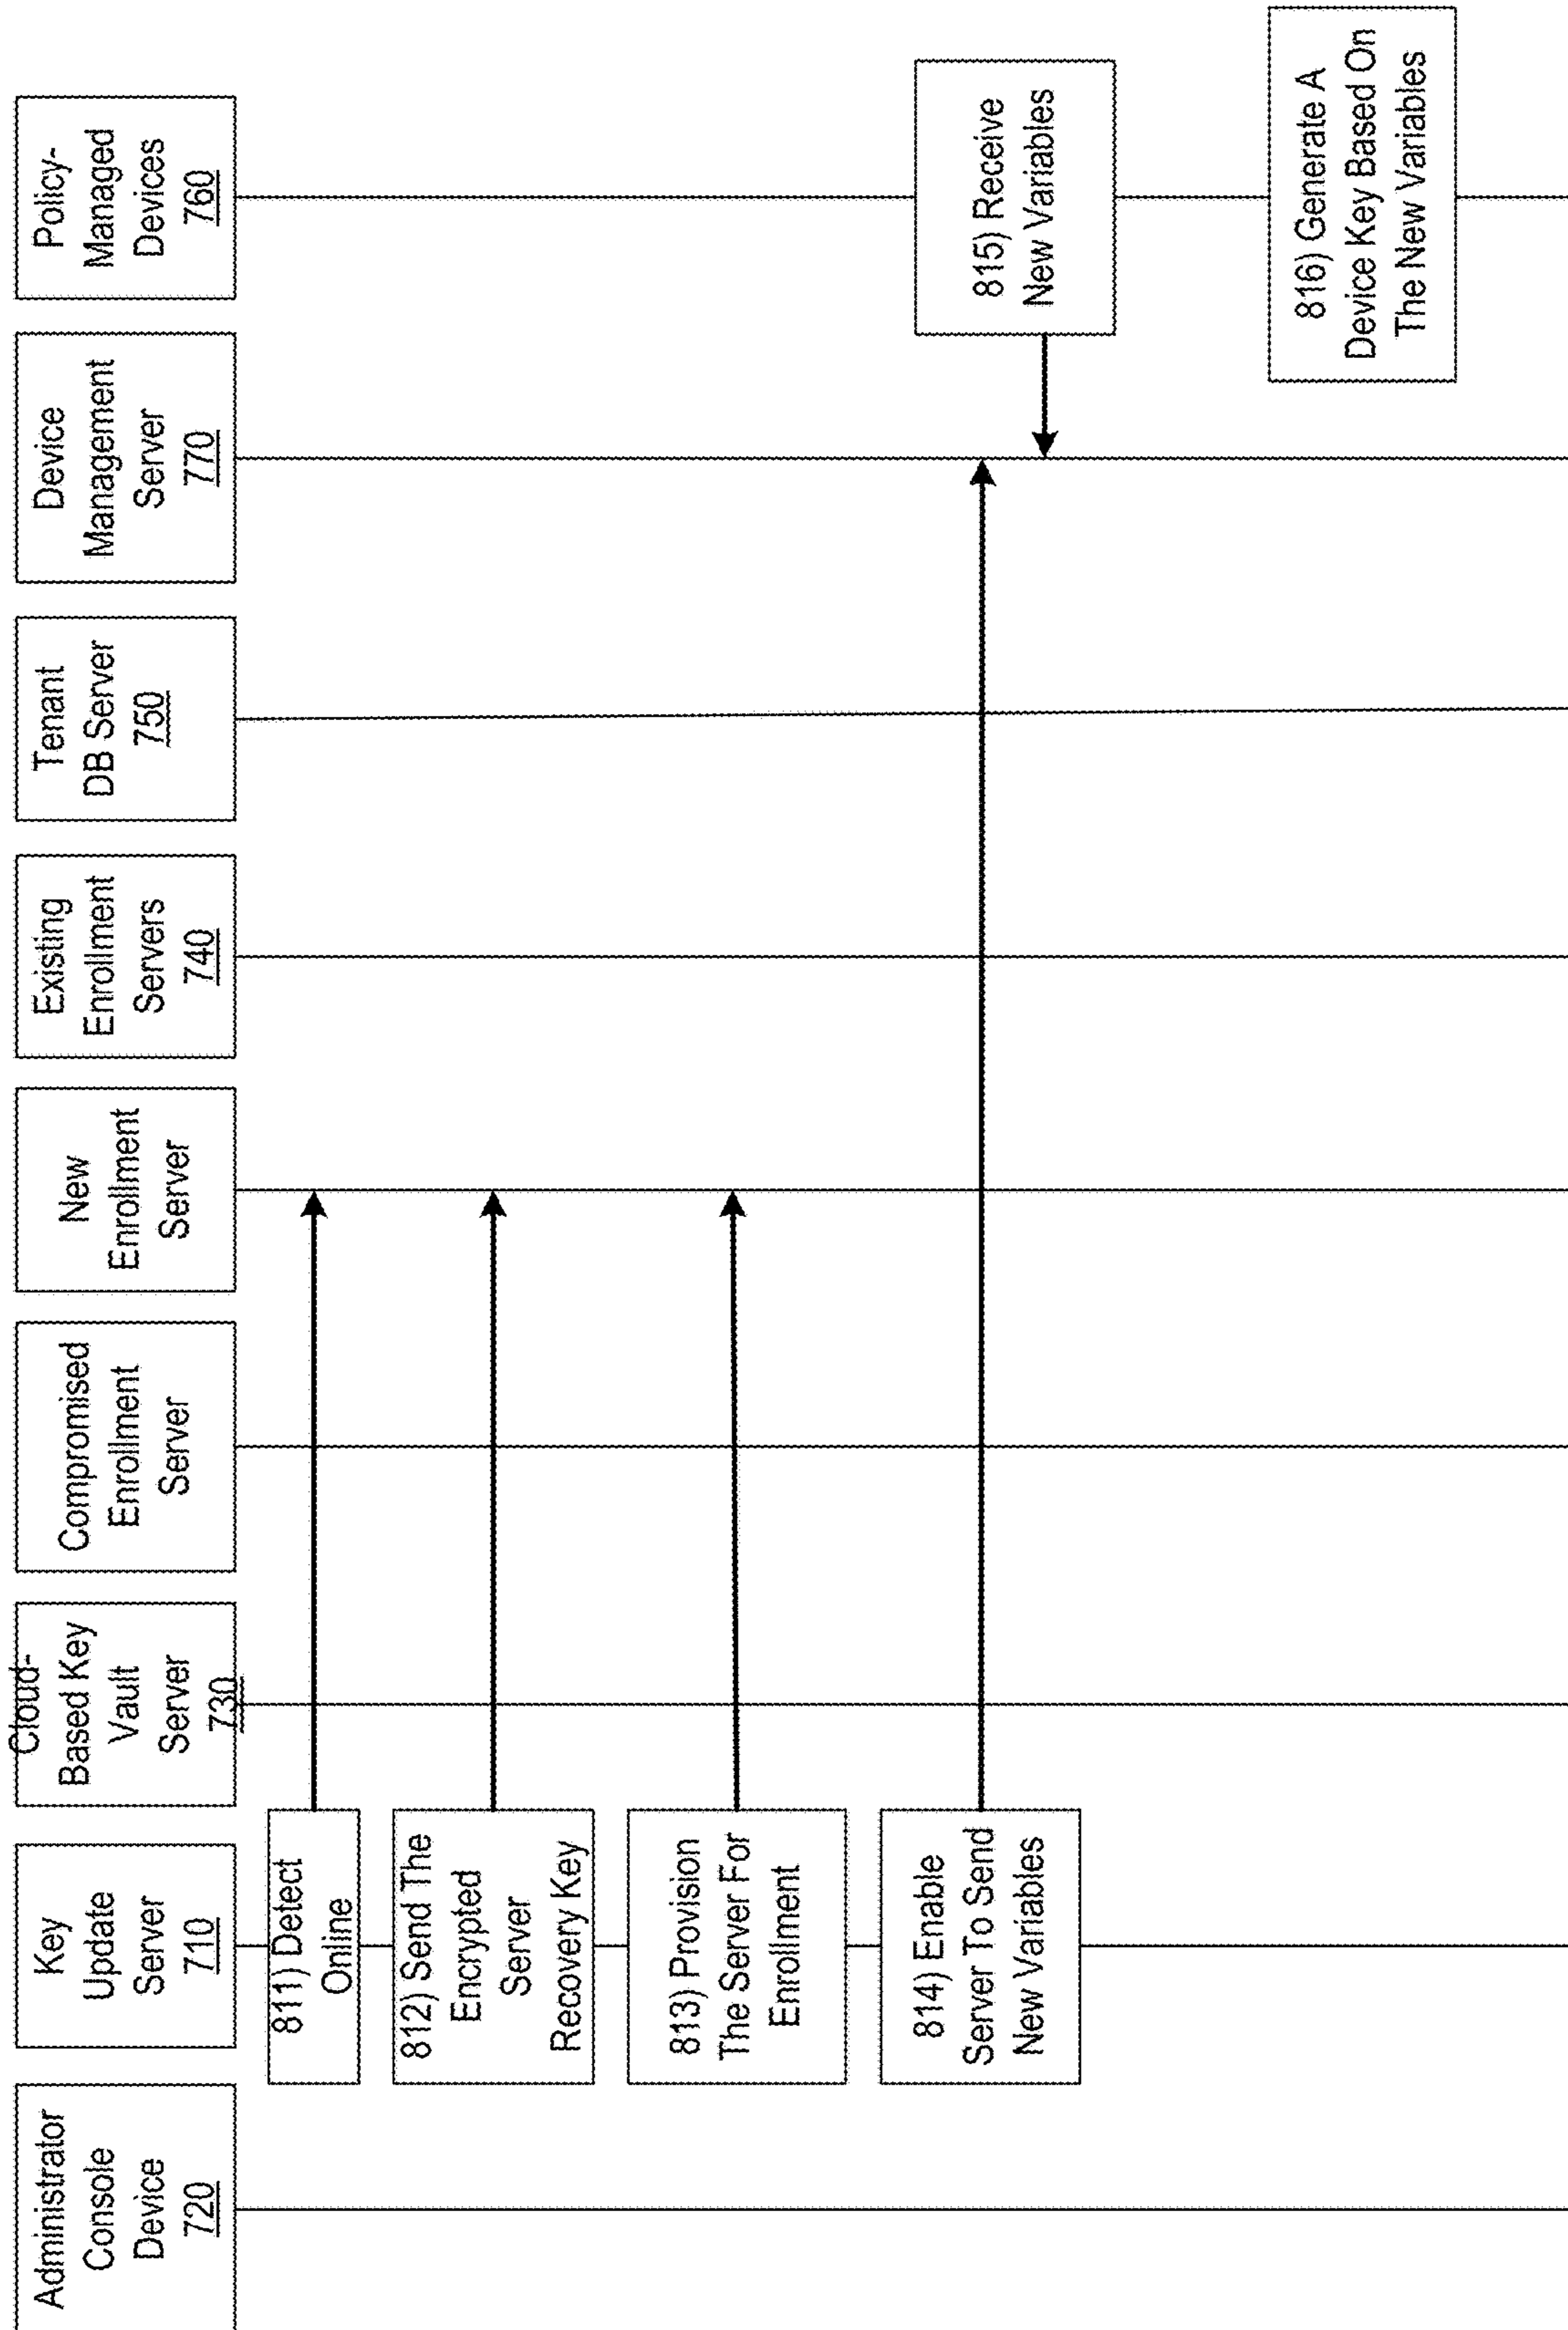 Administrator
Console
Device
720
Key
Update
Server
710
Cloud-
Based Key
Vault
Server
730
Compromised
Enrollment
Server
New
Enrollment
Server
Existing
Enrollment
Servers
740
Tenant
DB Server
750
Device
Management
Server
770
Policy-
Managed
Devices
760
811) Detect
Online
812) Send The
Encrypted
Server
Recovery Key
813) Provision
The Server For
Enrollment
814) Enable
Server To Send
New Variables
815) Receive
New Variables
816) Generate A
Device Key Based On
The New Variables